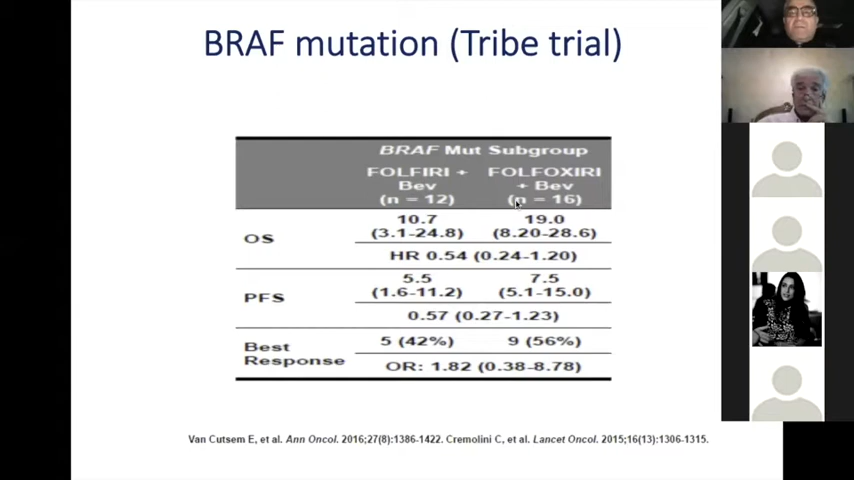 BRAF mutation (Tribe trial)
BRAF Mut Subgroup
FOLFIRI + FOLFOXIRI
Bev + Bev
(n = 12) (n = 16)
10.7 19.0
OS (3.1-24.8) (8.20-28.6)
HR 0.54 (0.24-1.20)
5.5 7.5
PFS (1.6-11.2) (5.1-15.0)
0.57 (0.27-1.23)
Best 5 (42%) 9 (56%)
Response OR: 1.82 (0.38-8.78)
Van Cutsem E, et al. Ann Oncol. 2016;27(8):1386-1422. Cremolini C, et al. Lancet Oncol. 2015;16(13):1306-1315.